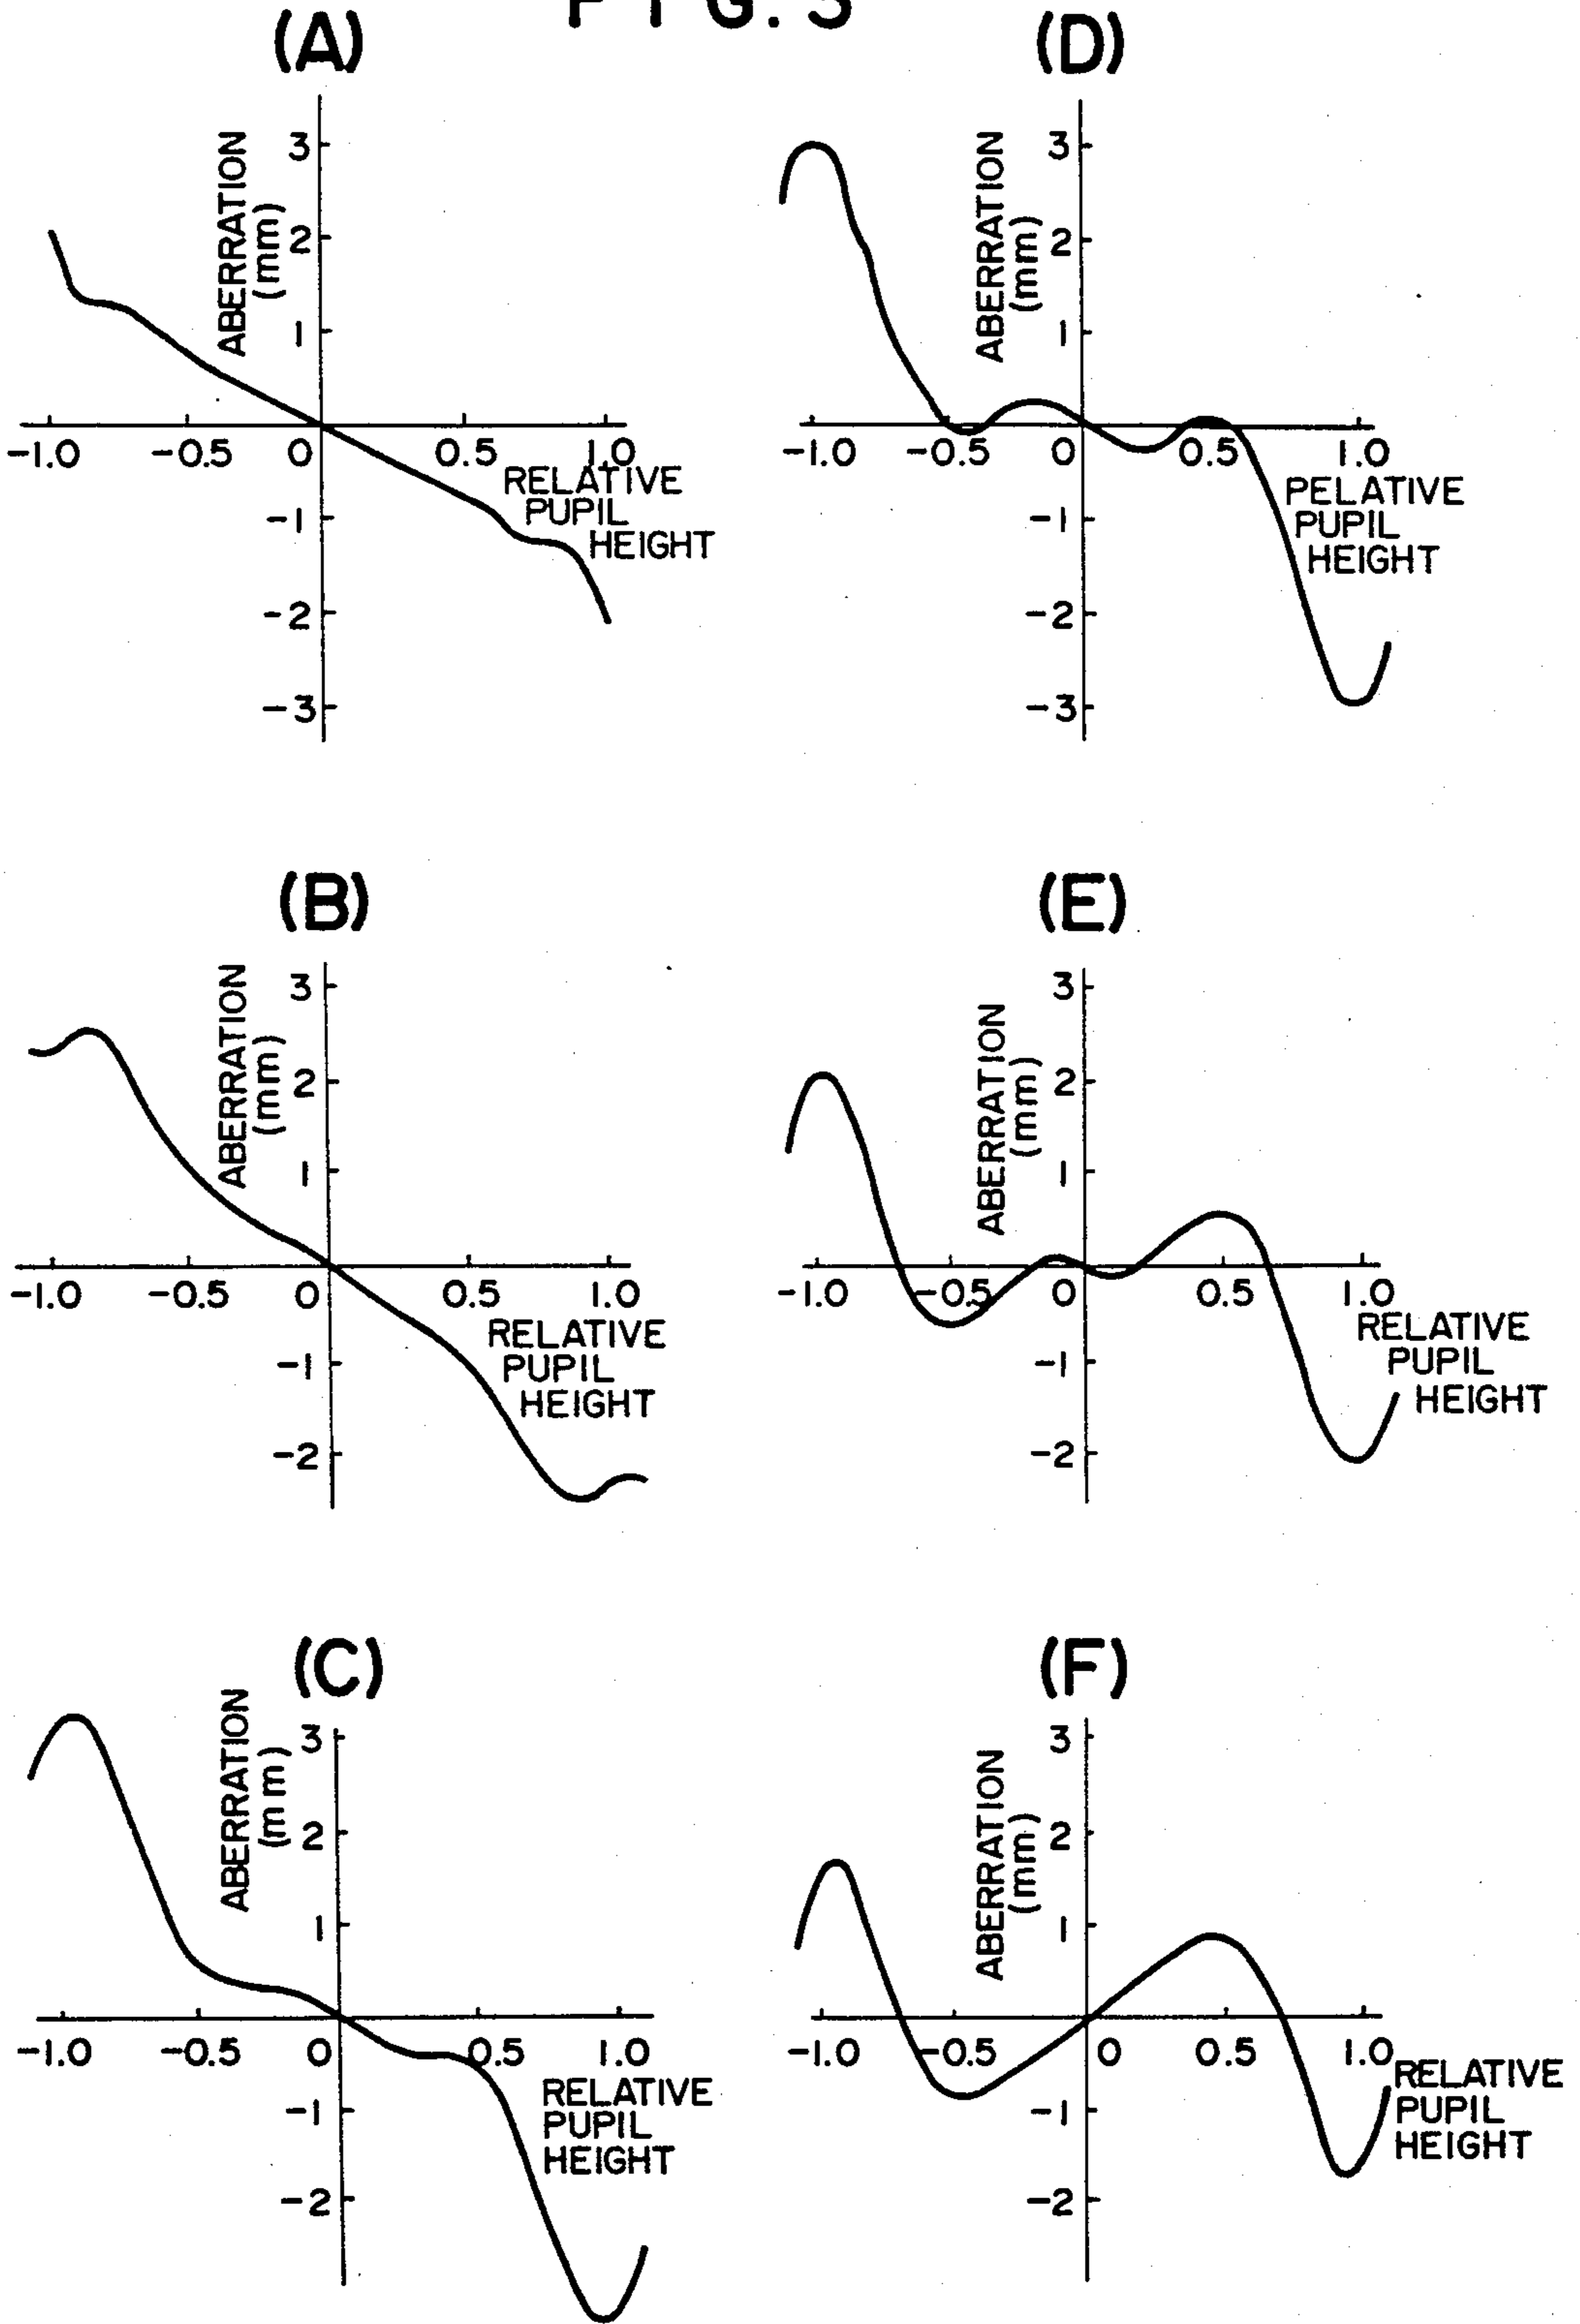 FIG.
(A)
ABERRATION
(mm)
3
2
1
-1.0 -0.5 0 0.5 1.0
-1
-2
-3
RELATIVE
PUPIL
HEIGHT
(D)
ABERRATION
(mm)
3
2
1
-1.0 -0.5 0 0.5 1.0
-1
-2
-3
PELATIVE
PUPIL
HEIGHT
(B)
ABERRATION
(mm)
3
2
1
-1.0 -0.5 0 0.5 1.0
-1
-2
RELATIVE
PUPIL
HEIGHT
(E)
ABERRATION
(mm)
3
2
1
-1.0 -0.5 0 0.5 1.0
-1
-2
RELATIVE
PUPIL
HEIGHT
(C)
ABERRATION
(mm)
3
2
1
-1.0 -0.5 0 0.5 1.0
-1
-2
RELATIVE
PUPIL
HEIGHT
(F)
ABERRATION
(mm)
3
2
1
-1.0 -0.5 0 0.5 1.0
-1
-2
RELATIVE
PUPIL
HEIGHT